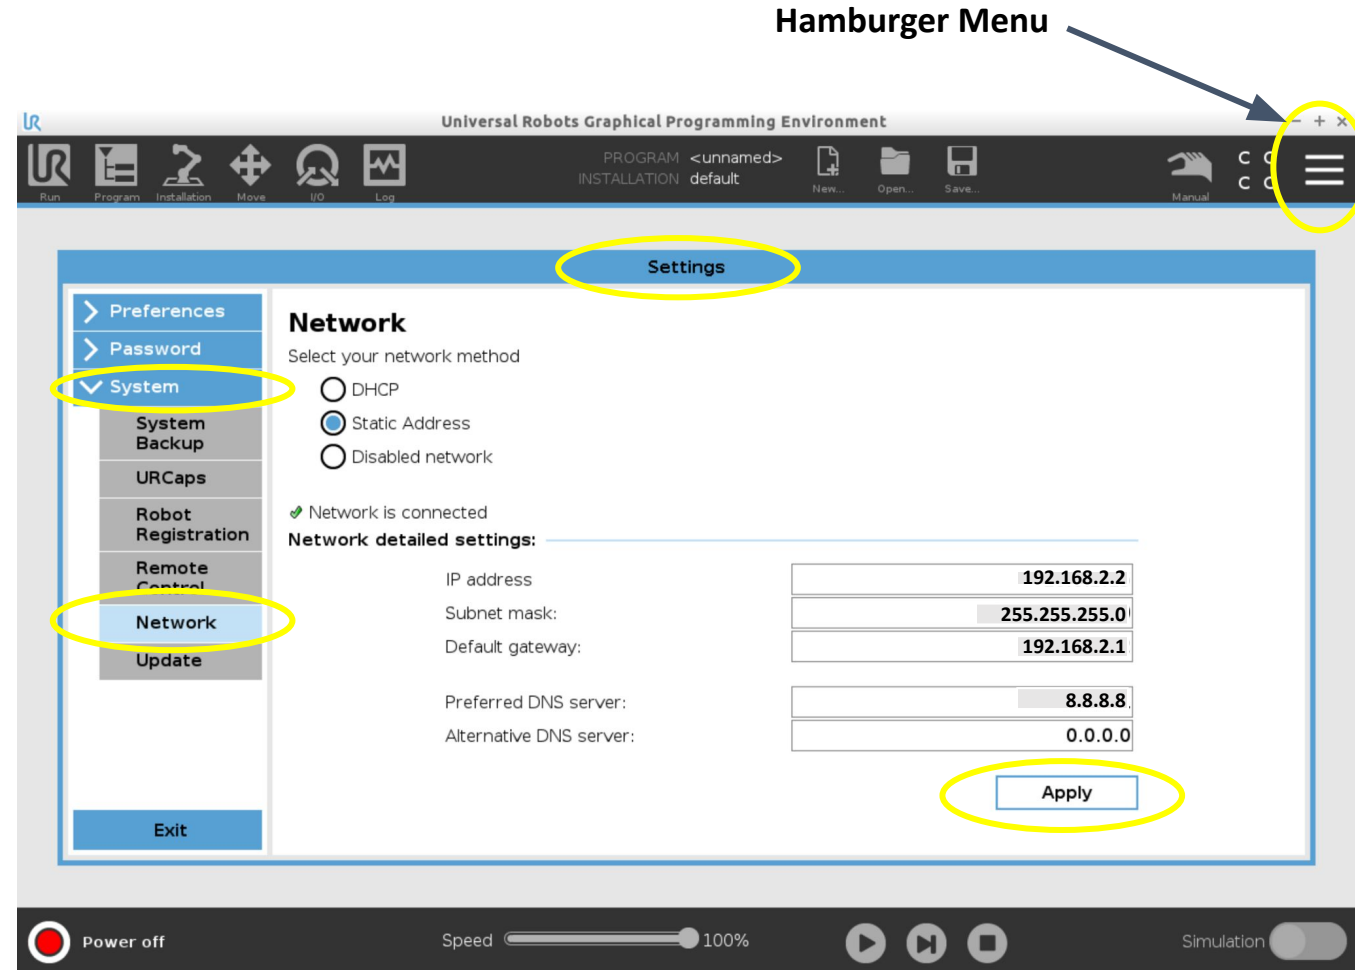 Hamburger Menu
UR
Universal Robots Graphical Programming Environment
- + ×
UR
Run
Program
Installation
Move
I/O
Log
PROGRAM <unnamed>
INSTALLATION default
New...
Open...
Save...
Manual
C C
C C
Settings
Preferences
Password
System
System
Backup
URCaps
Robot
Registration
Remote
Control
Network
Update
Exit
Network
Select your network method
DHCP
Static Address
Disabled network
Network is connected
Network detailed settings:
IP address 192.168.2.2
Subnet mask: 255.255.255.0
Default gateway: 192.168.2.1
Preferred DNS server: 8.8.8.8
Alternative DNS server: 0.0.0.0
Apply
Power off
Speed 100%
Simulation